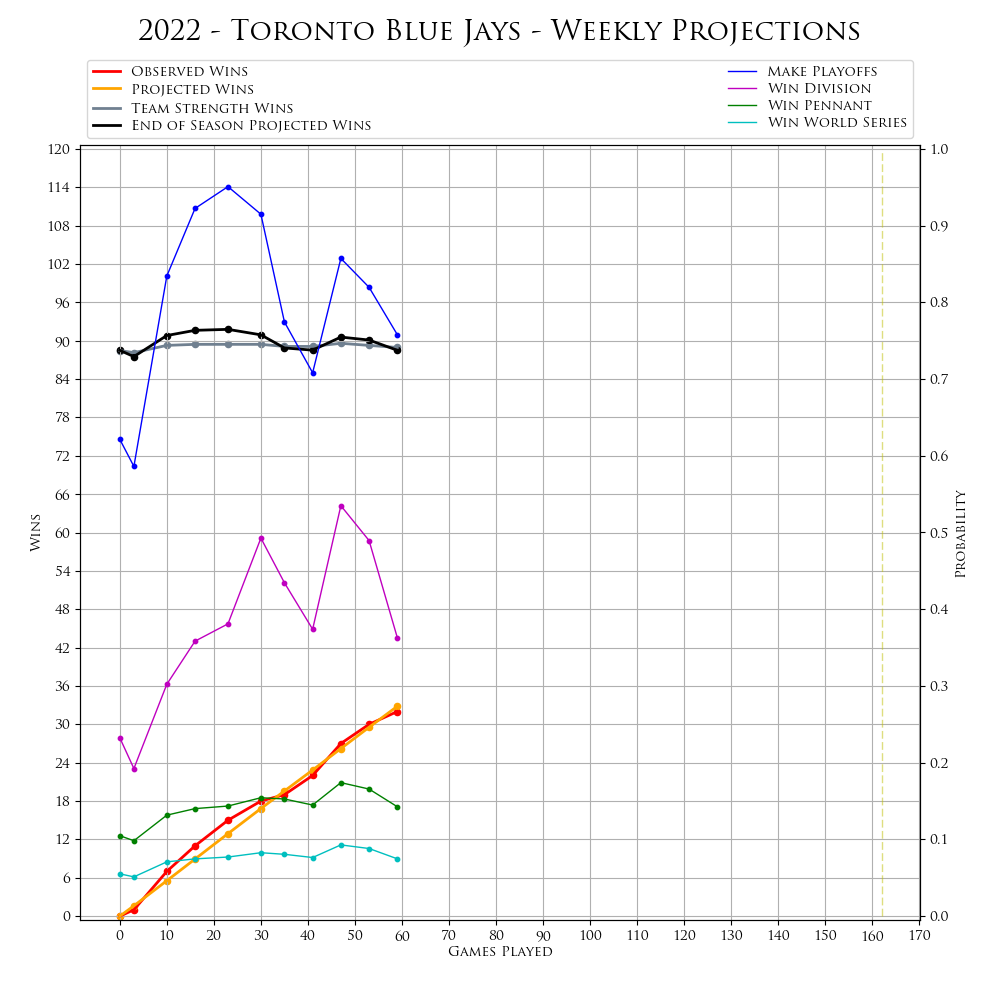 2022 - Toronto Blue Jays - Weekly Projections
Observed Wins
Projected Wins
Team Strength Wins
End of Season Projected Wins
Make Playoffs
Win Division
Win Pennant
Win World Series
120
114
108
102
96
90
84
78
72
66
60
54
48
42
36
30
24
18
12
6
0
Wins
1.0
0.9
0.8
0.7
0.6
0.5
0.4
0.3
0.2
0.1
0.0
Probability
0 10 20 30 40 50 60 70 80 90 100 110 120 130 140 150 160 170
Games Played